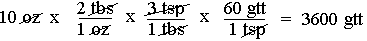 10 oz x 2 tbs / 1 oz x 3 tsp / 1 tbs x 60 gtt / 1 tsp = 3600 gtt